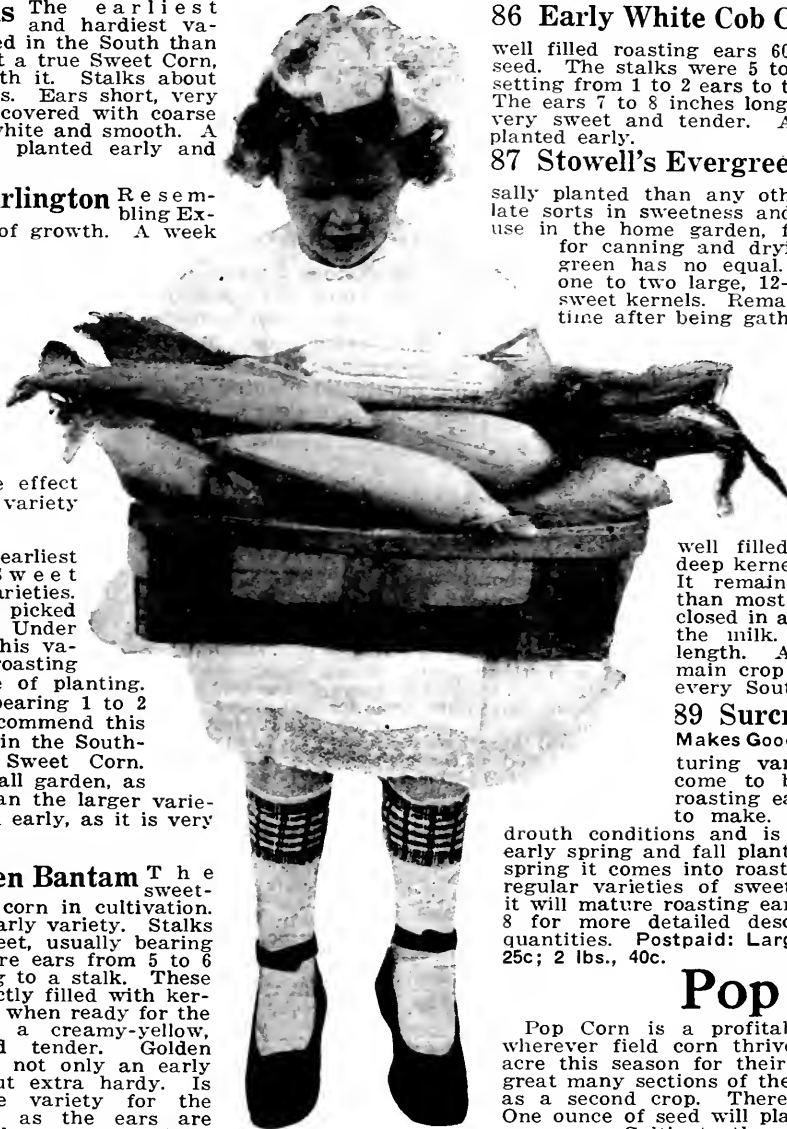 s The earliest
and hardiest va-
ed in the South than
t a true Sweet Corn,
th it. Stalks about
s. Ears short, very
covered with coarse
white and smooth. A
planted early and
rlington Resem-
bling Ex-
of growth. A week
e effect
variety
earliest
Sweet
arieties.
picked
Under
his va-
roasting
e of planting.
bearing 1 to 2
commend this
in the South-
Sweet Corn.
all garden, as
an the larger varie-
early, as it is very
en Bantam The
sweet-
corn in cultivation.
arly variety. Stalks
eet, usually bearing
re ears from 5 to 6
g to a stalk. These
ctly filled with ker-
when ready for the
a creamy-yellow,
d tender. Golden
not only an early
ut extra hardy. Is
e variety for the
as the ears are
86 Early White Cob C
well filled roasting ears 60
seed. The stalks were 5 to
setting from 1 to 2 ears to t
The ears 7 to 8 inches long
very sweet and tender. A
planted early.
87 Stowell's Evergree
sally planted than any oth
late sorts in sweetness and
use in the home garden, f
for canning and dryi
green has no equal.
one to two large, 12-
sweet kernels. Rema
time after being gath
well filled
deep kerne
It remain
than most
closed in a
the milk.
length. A
main crop
every Sout
89 Surcr
Makes Goo
turing var
come to b
roasting ea
to make.
drouth conditions and is
early spring and fall plant
spring it comes into roast
regular varieties of sweet
it will mature roasting ear
8 for more detailed desc
quantities. Postpaid: Larg
25c; 2 lbs., 40c.
Pop
Pop Corn is a profitab
wherever field corn thrive
acre this season for their
great many sections of the
as a second crop. There
One ounce of seed will pla